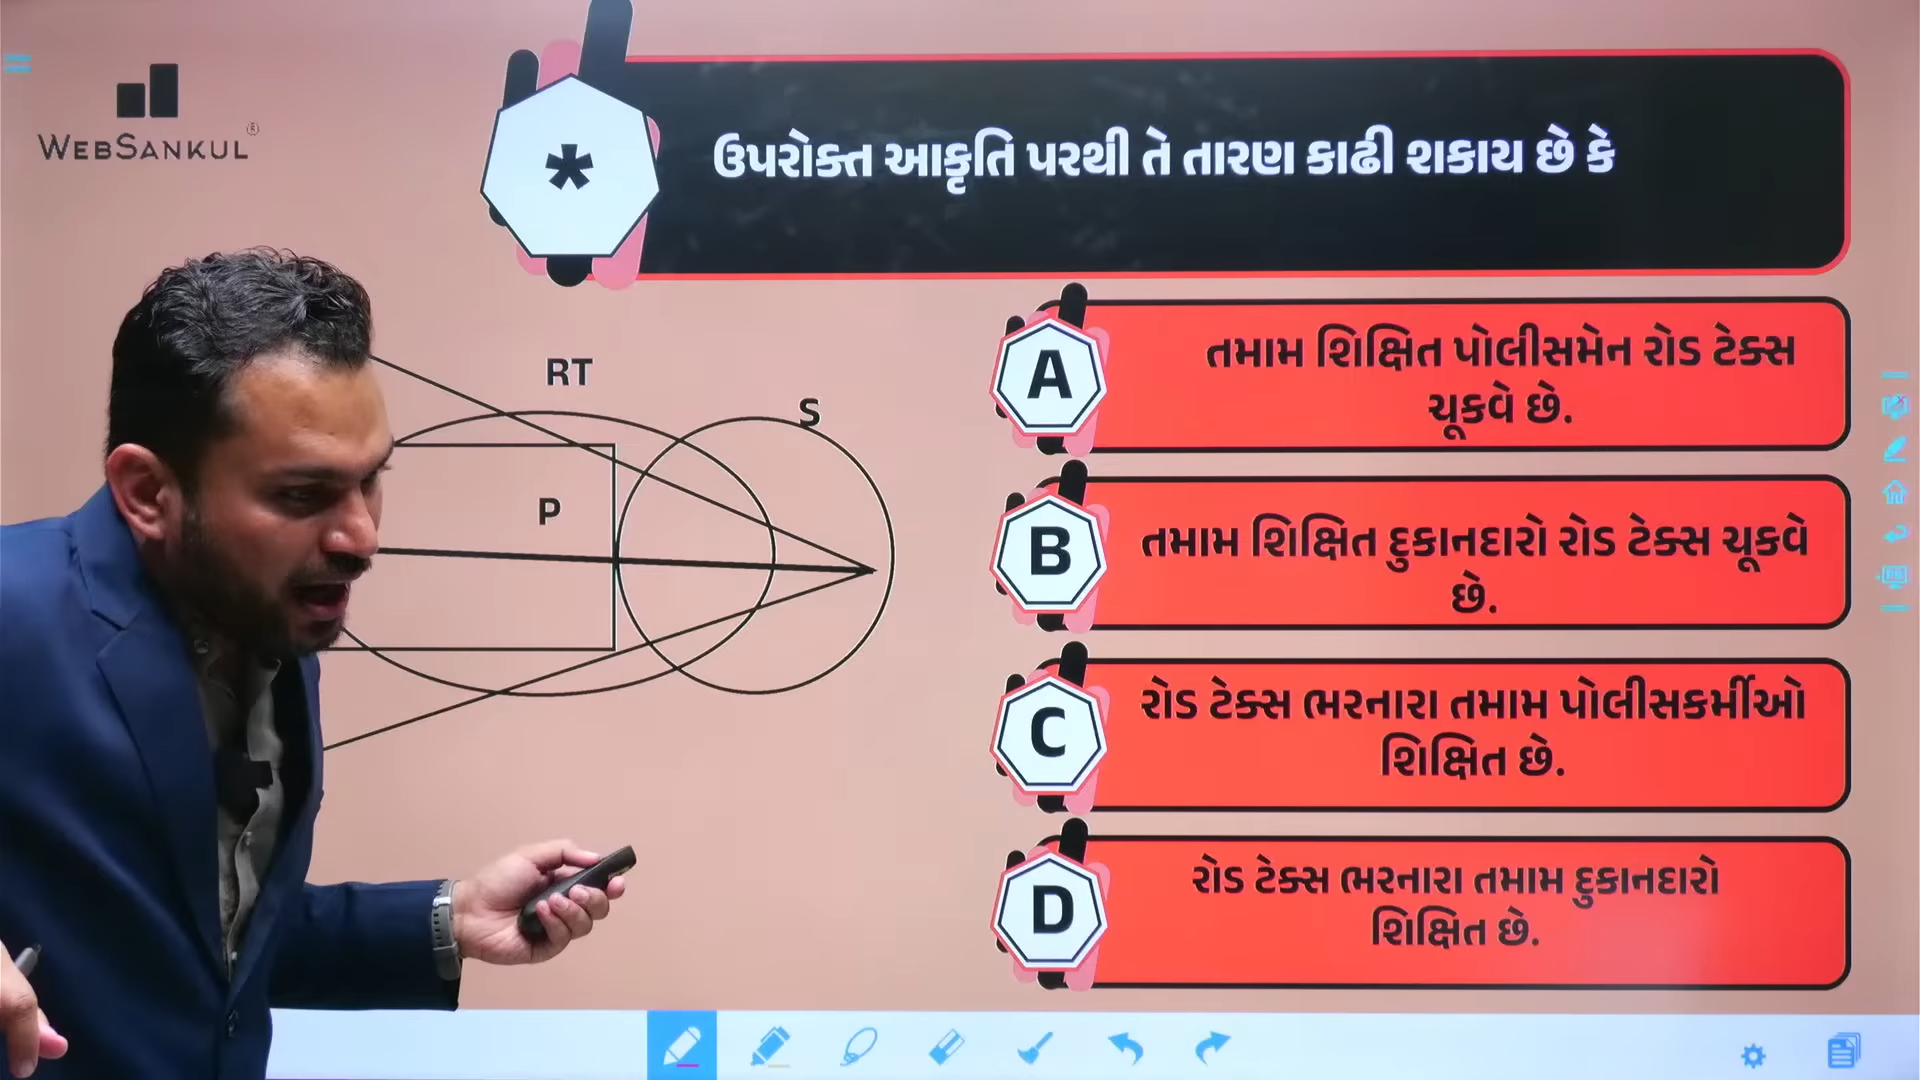 WEBSANKUL
*
ઉપરોક્ત આકૃતિ પરથી તે તારણ કાઢી શકાય છે કે
RT
S
P
A
તમામ શિક્ષિત પોલીસમેન રોડ ટેક્સ
ચૂકવે છે.
B
તમામ શિક્ષિત દુકાનદારો રોડ ટેક્સ ચૂકવે
છે.
C
રોડ ટેક્સ ભરનારા તમામ પોલીસકર્મીઓ
શિક્ષિત છે.
D
રોડ ટેક્સ ભરનારા તમામ દુકાનદારો
શિક્ષિત છે.